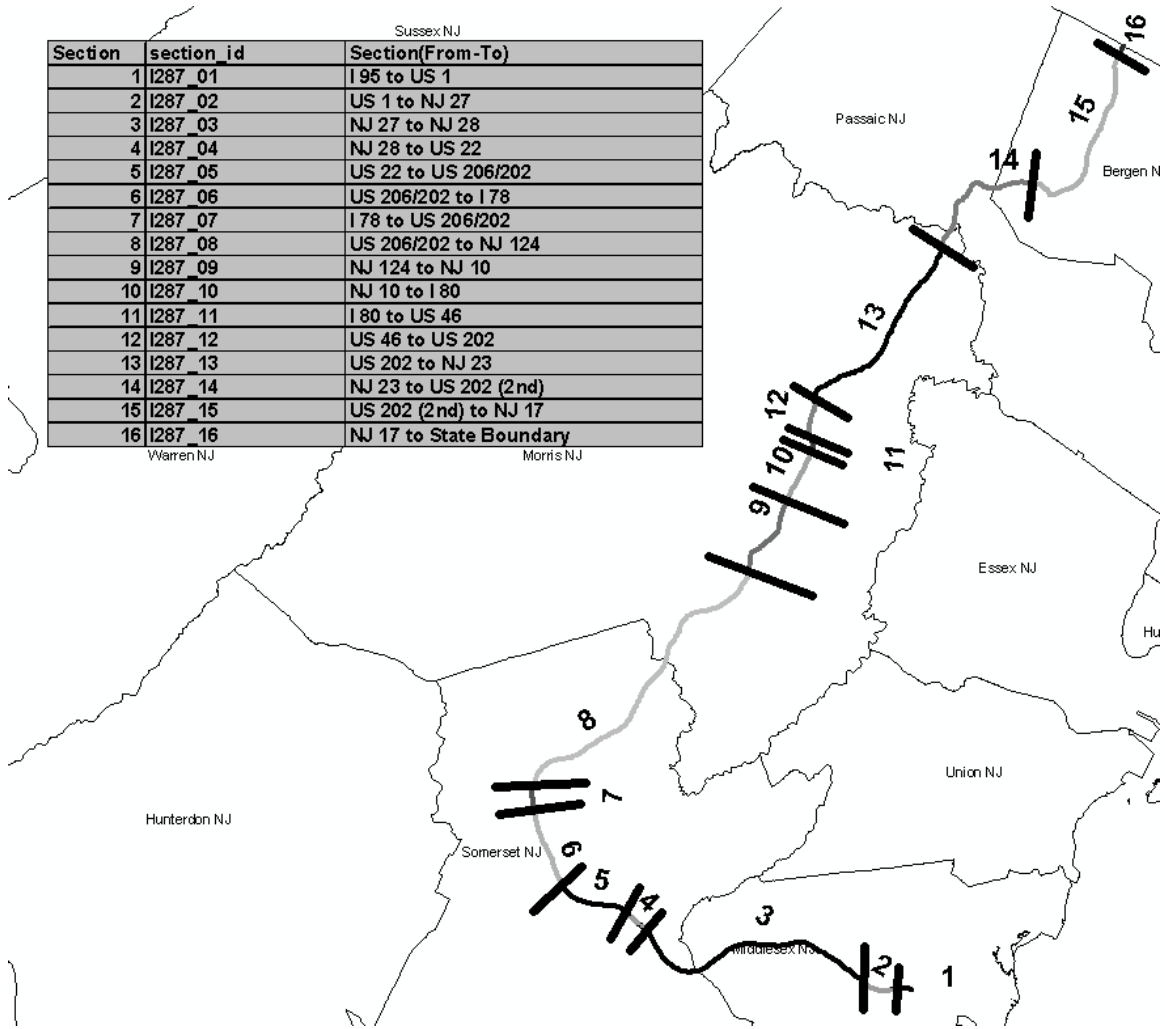 Sussex NJ
Section section_id Section(From-To)
1 I287_01 I 95 to US 1
2 I287_02 US 1 to NJ 27
3 I287_03 NJ 27 to NJ 28
4 I287_04 NJ 28 to US 22
5 I287_05 US 22 to US 206/202
6 I287_06 US 206/202 to I 78
7 I287_07 I 78 to US 206/202
8 I287_08 US 206/202 to NJ 124
9 I287_09 NJ 124 to NJ 10
10 I287_10 NJ 10 to I 80
11 I287_11 I 80 to US 46
12 I287_12 US 46 to US 202
13 I287_13 US 202 to NJ 23
14 I287_14 NJ 23 to US 202 (2nd)
15 I287_15 US 202 (2nd) to NJ 17
16 I287_16 NJ 17 to State Boundary
16
15
Passaic NJ
14
Bergen N
13
12
Warren NJ
Morris NJ
10
11
9
Essex NJ
Hu
8
Union NJ
7
Hunterdon NJ
Somerset NJ
6
5
4
3
Middlesex NJ
2
1